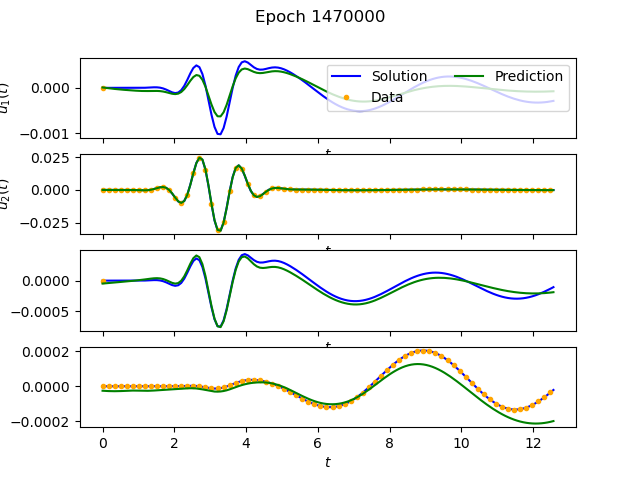 Epoch 1470000
u₁(t)
0.000
−0.001
Solution
Data
Prediction
t
u₂(t)
0.025
0.000
−0.025
t
0.0000
−0.0005
t
0.0002
0.0000
−0.0002
0 2 4 6 8 10 12
t